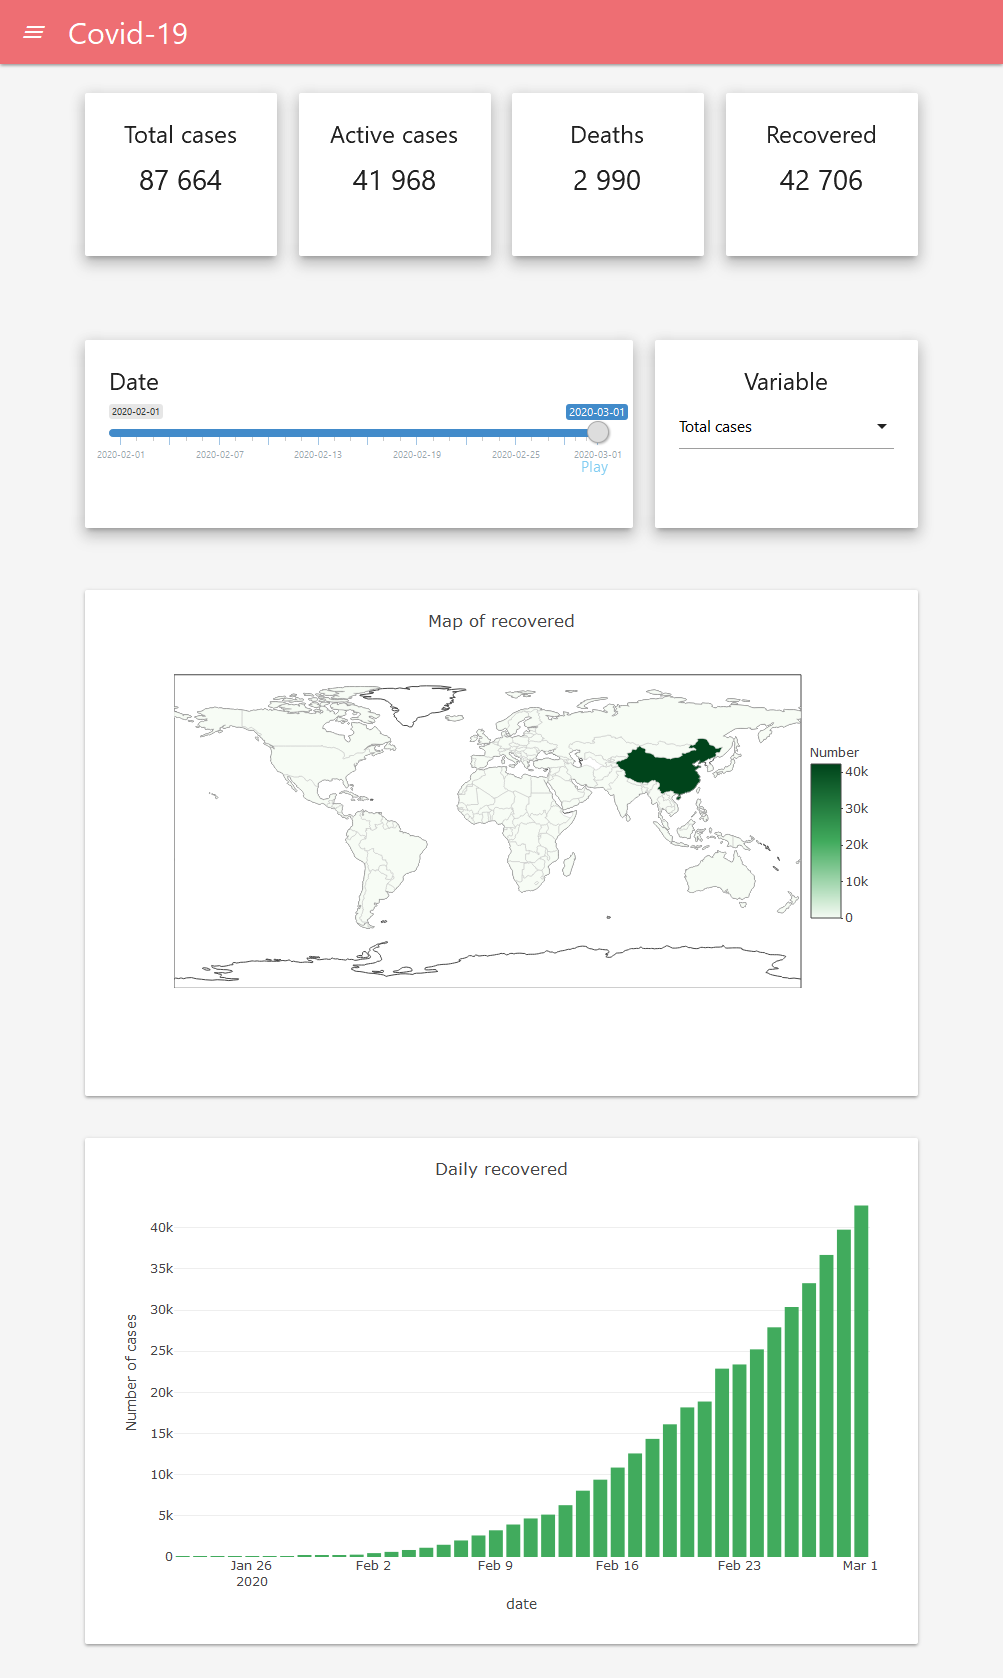 Covid-19
Total cases
87 664
Active cases
41 968
Deaths
2 990
Recovered
42 706
Date
2020-02-01 2020-03-01
2020-02-01 2020-02-07 2020-02-13 2020-02-19 2020-02-25 2020-03-01
Play
Variable
Total cases
Map of recovered
Number
40k
30k
20k
10k
0
Daily recovered
Number of cases
40k
35k
30k
25k
20k
15k
10k
5k
0
Jan 26 Feb 2 Feb 9 Feb 16 Feb 23 Mar 1
2020
date